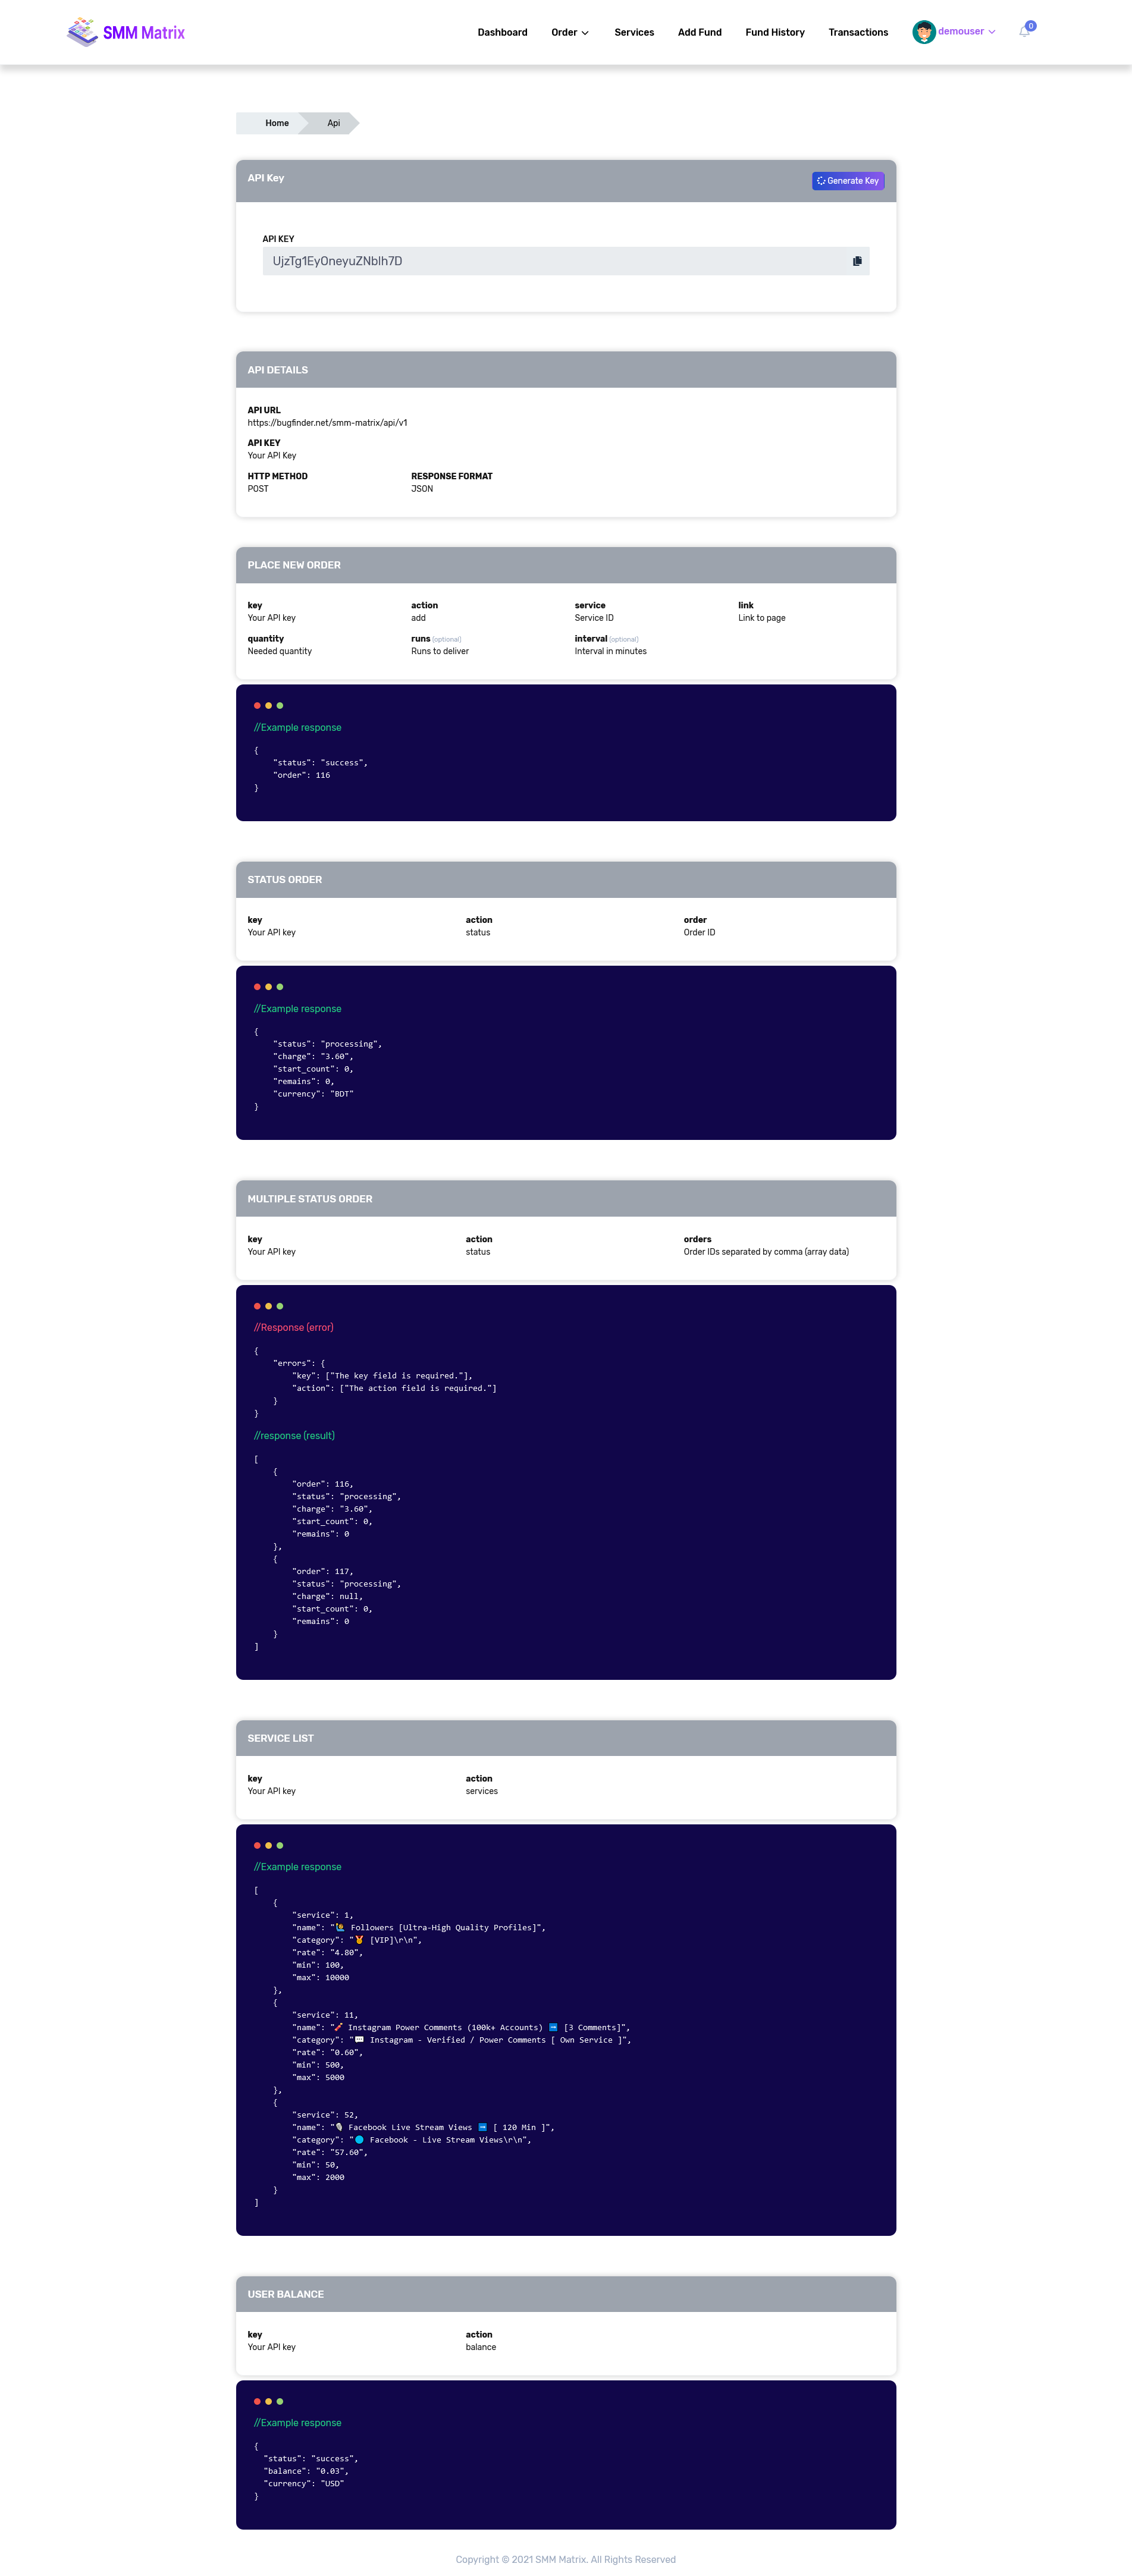 SMM Matrix
Dashboard Order Services Add Fund Fund History Transactions demouser 0
Home Api
API Key
Generate Key
API KEY
UjzTg1EyOneyuZNblh7D
API DETAILS
API URL
https://bugfinder.net/smm-matrix/api/v1
API KEY
Your API Key
HTTP METHOD RESPONSE FORMAT
POST JSON
PLACE NEW ORDER
key action service link
Your API key add Service ID Link to page
quantity runs (optional) interval (optional)
Needed quantity Runs to deliver Interval in minutes
//Example response
{
"status": "success",
"order": 116
}
STATUS ORDER
key action order
Your API key status Order ID
//Example response
{
"status": "processing",
"charge": "3.60",
"start_count": 0,
"remains": 0,
"currency": "BDT"
}
MULTIPLE STATUS ORDER
key action orders
Your API key status Order IDs separated by comma (array data)
//Response (error)
{
"errors": {
"key": ["The key field is required."],
"action": ["The action field is required."]
}
}
//response (result)
[
{
"order": 116,
"status": "processing",
"charge": "3.60",
"start_count": 0,
"remains": 0
},
{
"order": 117,
"status": "processing",
"charge": null,
"start_count": 0,
"remains": 0
}
]
SERVICE LIST
key action
Your API key services
//Example response
[
{
"service": 1,
"name": "🙋 Followers [Ultra-High Quality Profiles]",
"category": "🏅 [VIP]\r\n",
"rate": "4.80",
"min": 100,
"max": 10000
},
{
"service": 11,
"name": "🧨 Instagram Power Comments (100k+ Accounts) ➡️ [3 Comments]",
"category": "💬 Instagram - Verified / Power Comments [ Own Service ]",
"rate": "0.60",
"min": 500,
"max": 5000
},
{
"service": 52,
"name": "🎙️ Facebook Live Stream Views ➡️ [ 120 Min ]",
"category": "🔵 Facebook - Live Stream Views\r\n",
"rate": "57.60",
"min": 50,
"max": 2000
}
]
USER BALANCE
key action
Your API key balance
//Example response
{
"status": "success",
"balance": "0.03",
"currency": "USD"
}
Copyright © 2021 SMM Matrix. All Rights Reserved